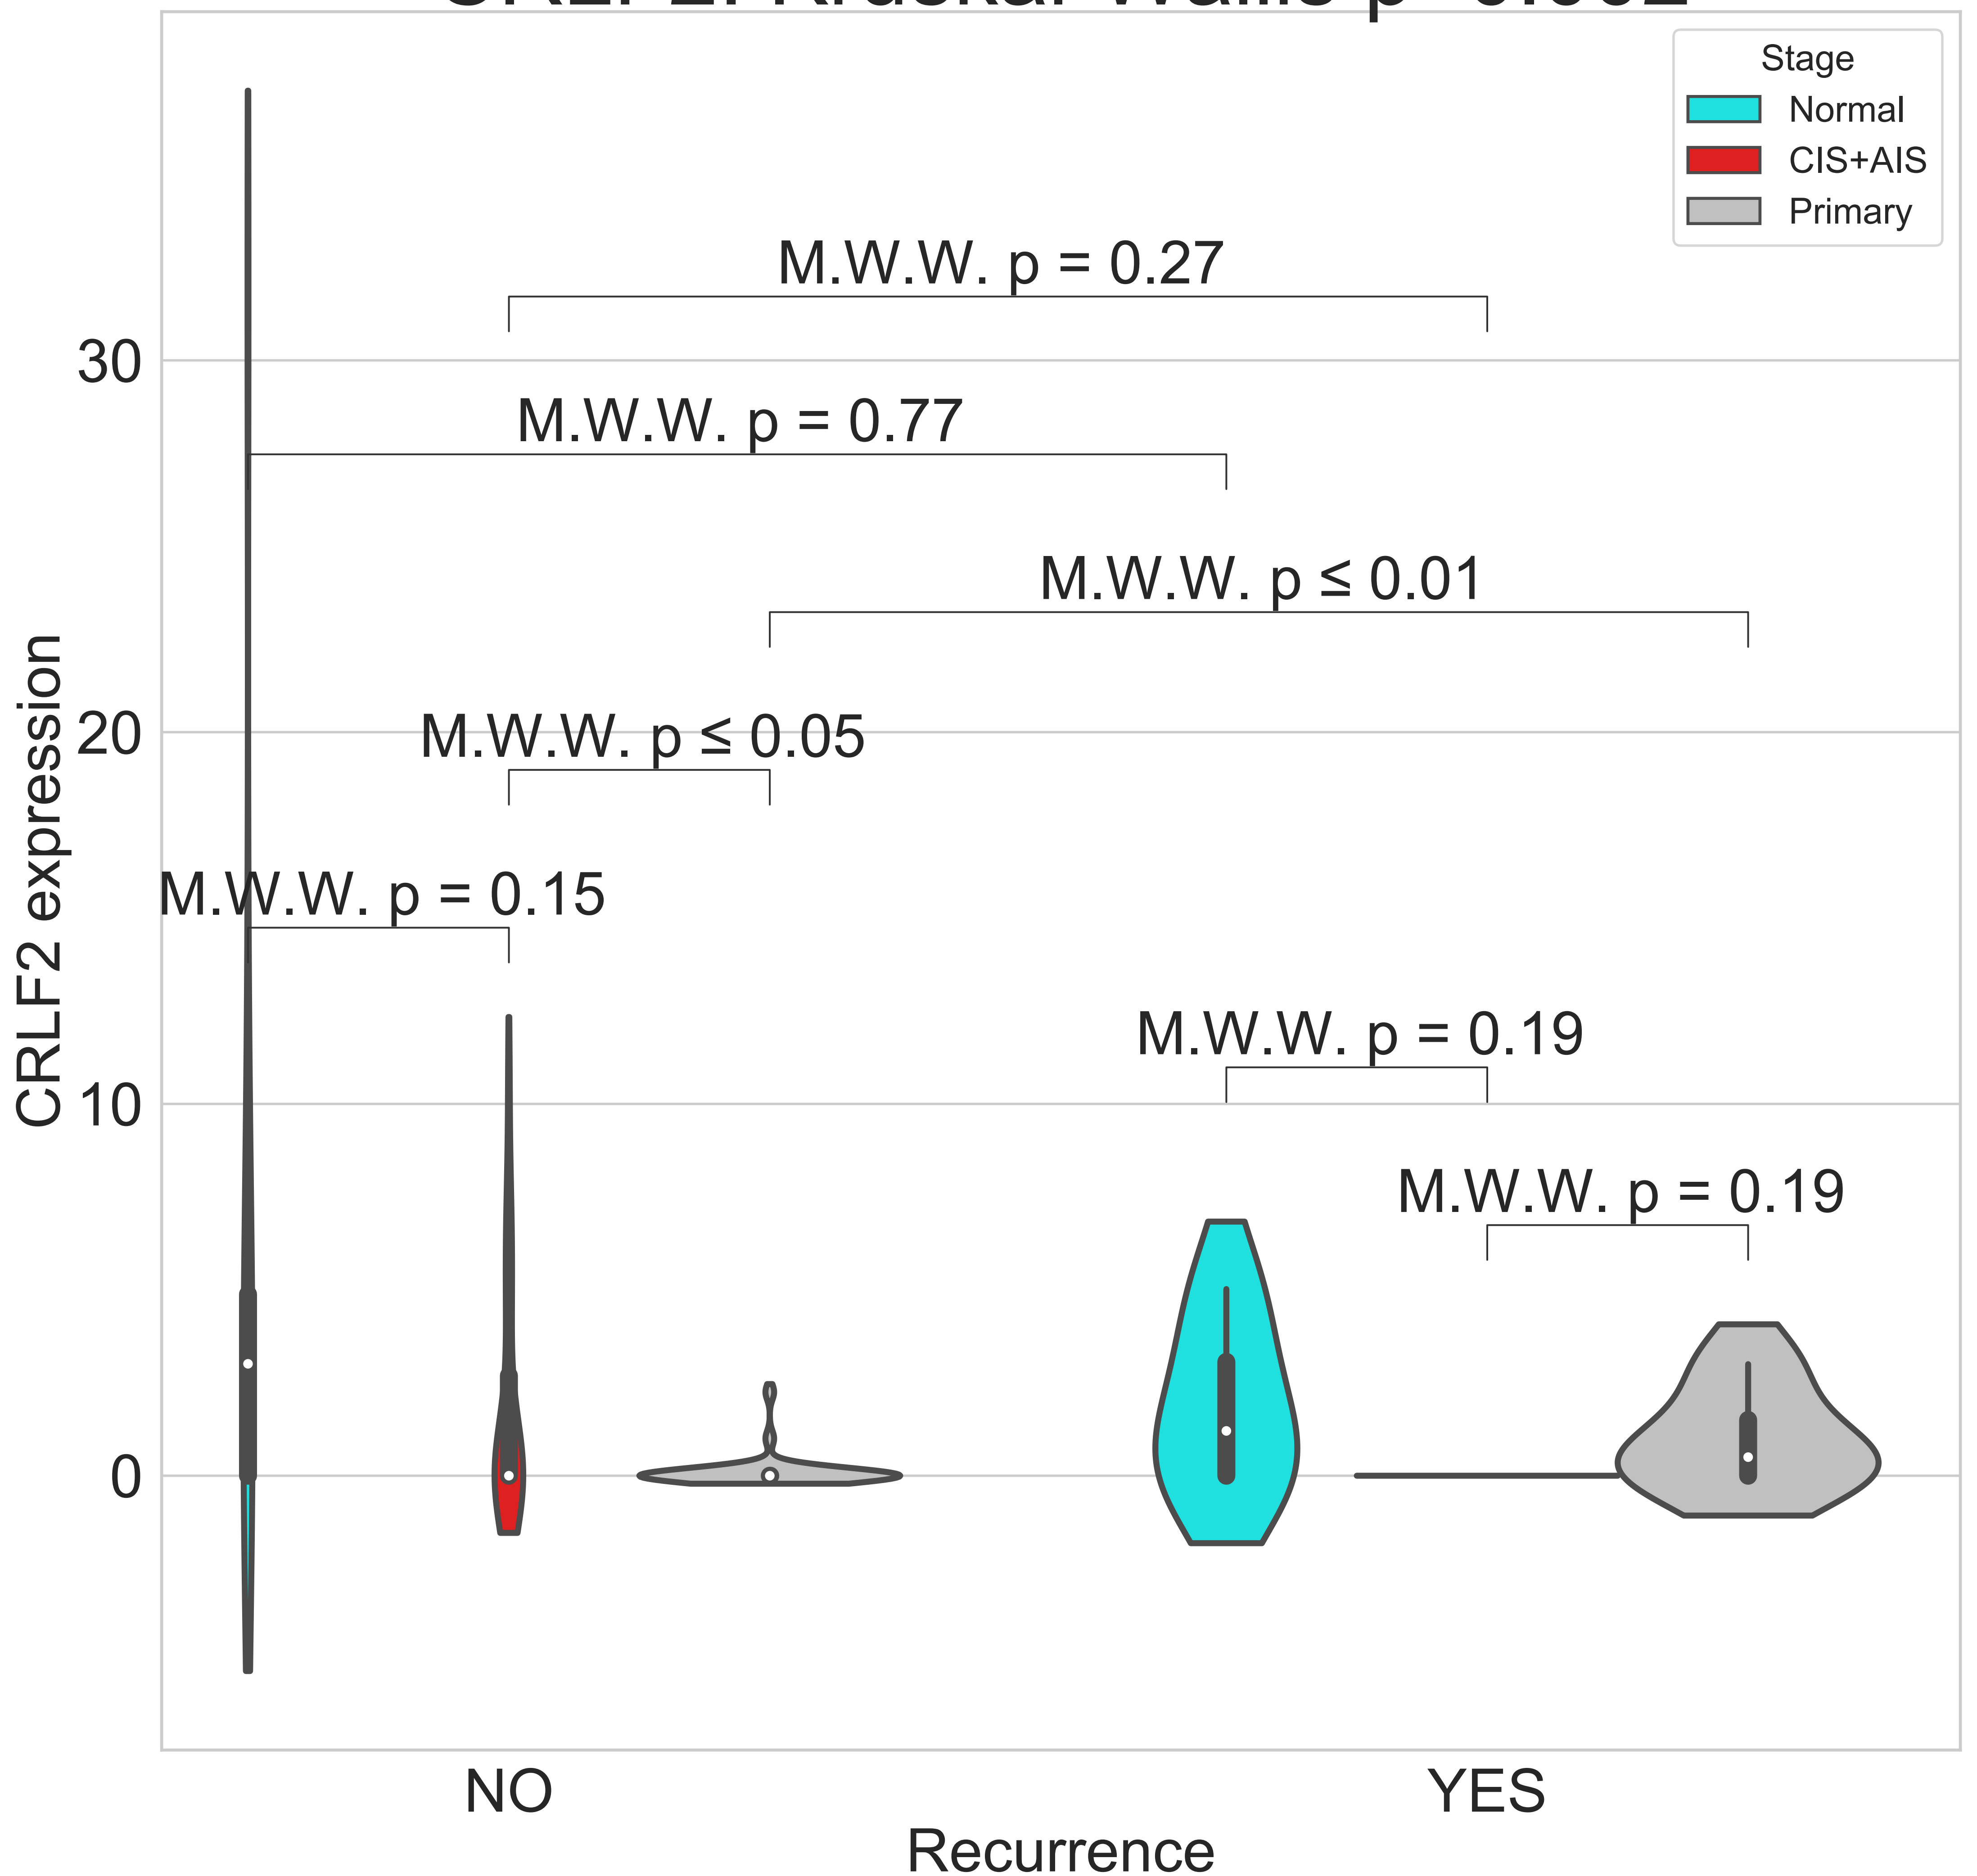 Stage
Normal
CIS+AIS
Primary
M.W.W. p = 0.27
30
M.W.W. p = 0.77
M.W.W. p ≤ 0.01
20
M.W.W. p ≤ 0.05
M.W.W. p = 0.15
M.W.W. p = 0.19
10
M.W.W. p = 0.19
0
CRLF2 expression
NO
YES
Recurrence